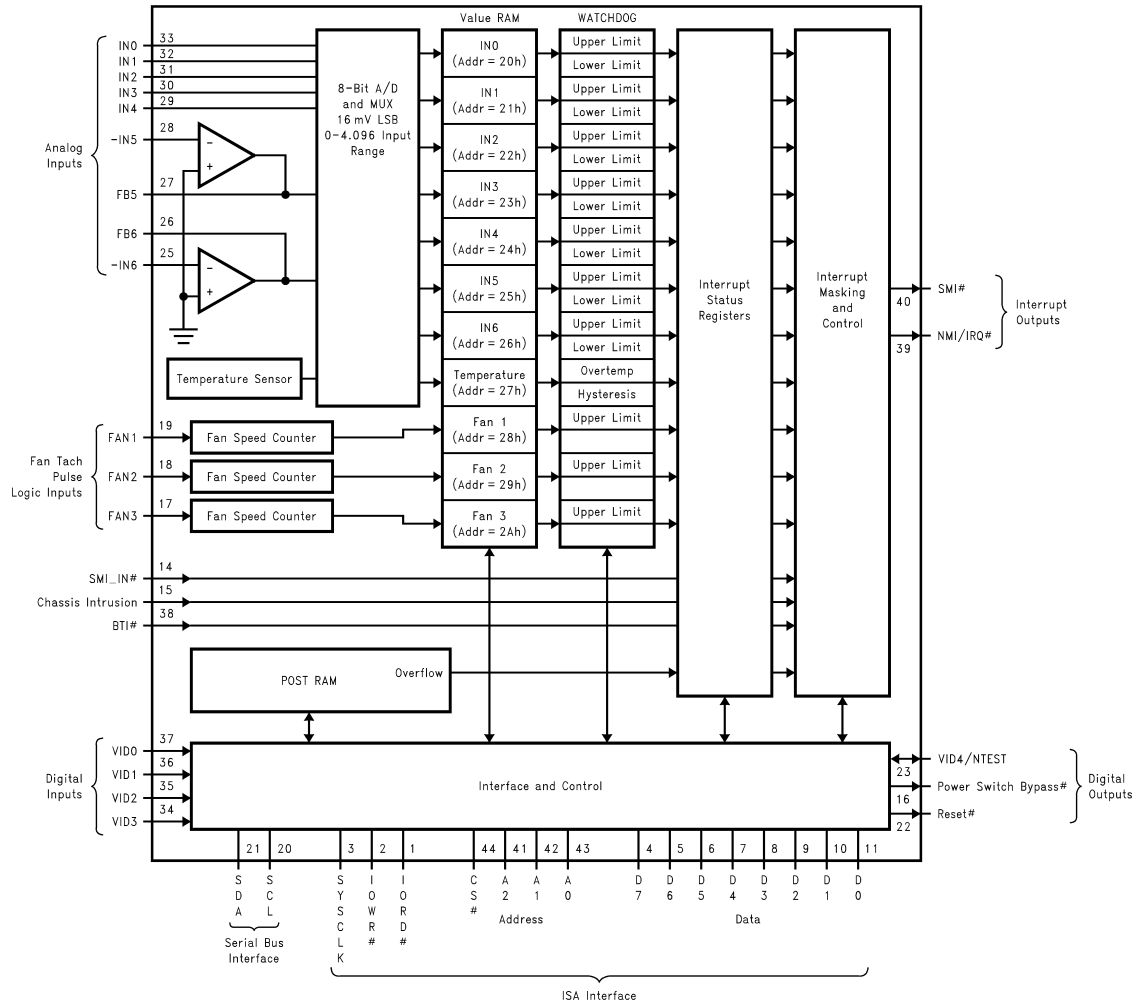 Value RAM
WATCHDOG
Analog
Inputs
IN0
33
IN1
32
IN2
31
IN3
30
IN4
29
-IN5
28
FB5
27
FB6
26
-IN6
25
-
+
-
+
8-Bit A/D
and MUX
16 mV LSB
0-4.096 Input
Range
Temperature Sensor
IN0
(Addr = 20h)
IN1
(Addr = 21h)
IN2
(Addr = 22h)
IN3
(Addr = 23h)
IN4
(Addr = 24h)
IN5
(Addr = 25h)
IN6
(Addr = 26h)
Temperature
(Addr = 27h)
Fan 1
(Addr = 28h)
Fan 2
(Addr = 29h)
Fan 3
(Addr = 2Ah)
Upper Limit
Lower Limit
Upper Limit
Lower Limit
Upper Limit
Lower Limit
Upper Limit
Lower Limit
Upper Limit
Lower Limit
Upper Limit
Lower Limit
Upper Limit
Lower Limit
Overtemp
Hysteresis
Upper Limit
Upper Limit
Upper Limit
Interrupt
Status
Registers
Interrupt
Masking
and
Control
SMI#
40
NMI/IRQ#
39
Interrupt
Outputs
Fan Tach
Pulse
Logic Inputs
FAN1
19
Fan Speed Counter
FAN2
18
Fan Speed Counter
FAN3
17
Fan Speed Counter
SMI_IN#
14
Chassis Intrusion
15
BTI#
38
POST RAM
Overflow
Digital
Inputs
VID0
37
VID1
36
VID2
35
VID3
34
Interface and Control
VID4/NTEST
23
Power Switch Bypass#
16
Reset#
22
Digital
Outputs
21
20
3
2
1
44
41
42
43
4
5
6
7
8
9
10
11
SDA
SCL
SYSCLK
IOWR#
IORD#
CS#
A2
A1
A0
D7
D6
D5
D4
D3
D2
D1
D0
Address
Data
Serial Bus
Interface
ISA Interface